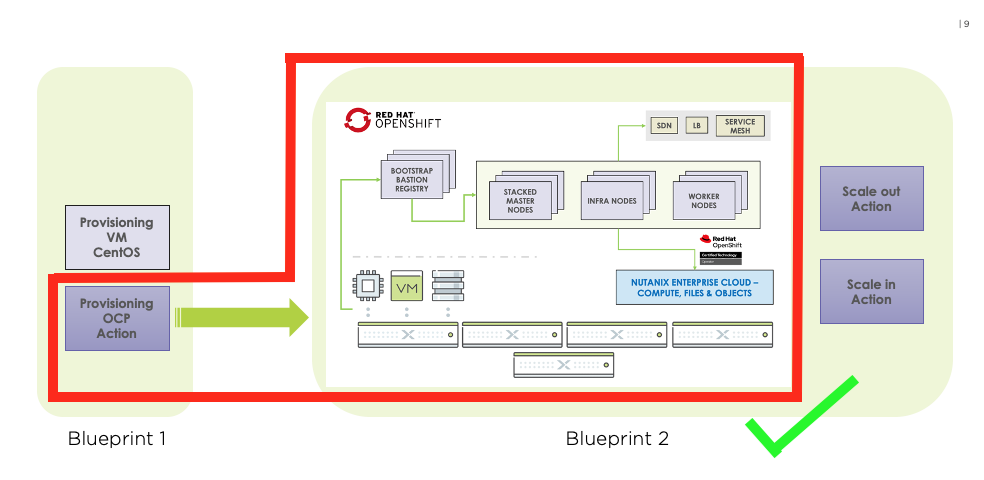 | 9
RED HAT
OPENSHIFT
SDN
LB
SERVICE
MESH
BOOTSTRAP
BASTION
REGISTRY
STACKED
MASTER
NODES
INFRA NODES
WORKER
NODES
Red Hat
OpenShift
Certified Technology
NUTANIX ENTERPRISE CLOUD –
COMPUTE, FILES & OBJECTS
VM
Provisioning
VM
CentOS
Provisioning
OCP
Action
Scale out
Action
Scale in
Action
Blueprint 1
Blueprint 2